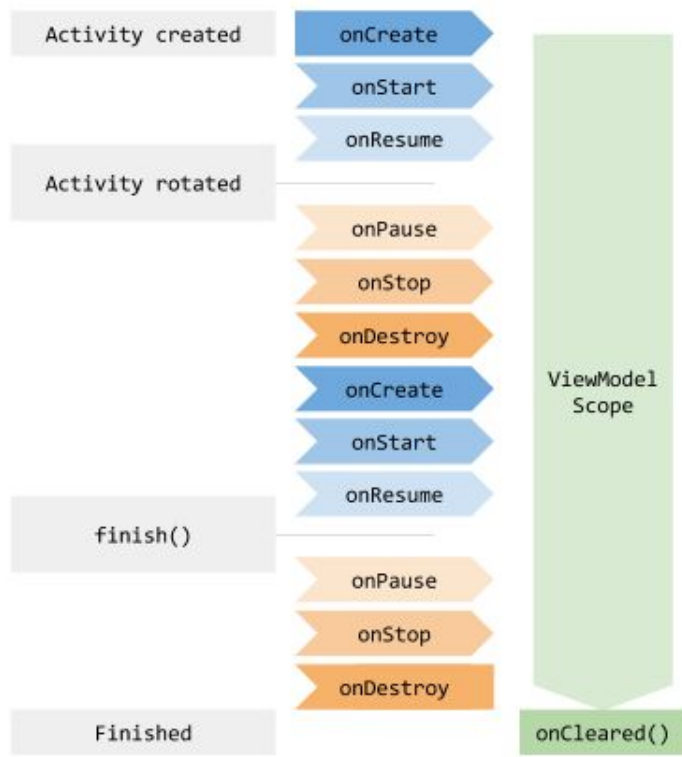 Activity created
onCreate
onStart
onResume
Activity rotated
onPause
onStop
onDestroy
onCreate
onStart
onResume
ViewModel
Scope
finish()
onPause
onStop
onDestroy
Finished
onCleared()